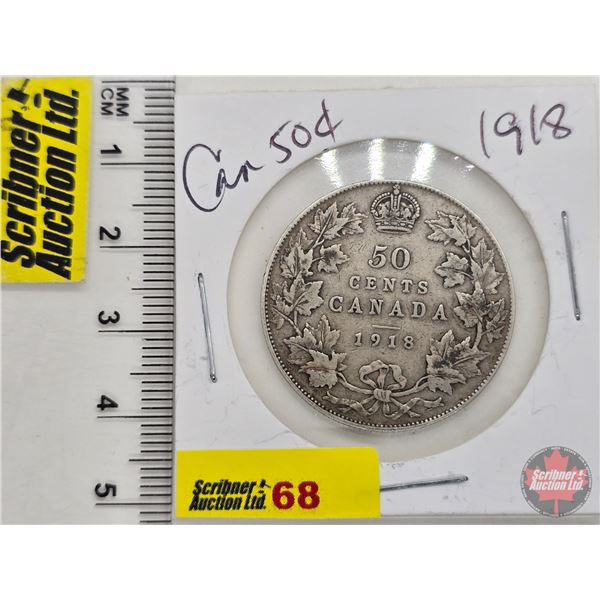 Scribner
Auction Ltd.
MM
CM
1
2
3
4
5
Can 50¢
1918
50
CENTS
CANADA
1918
Scribner
Auction Ltd.
68
Scribner
Auction Ltd.